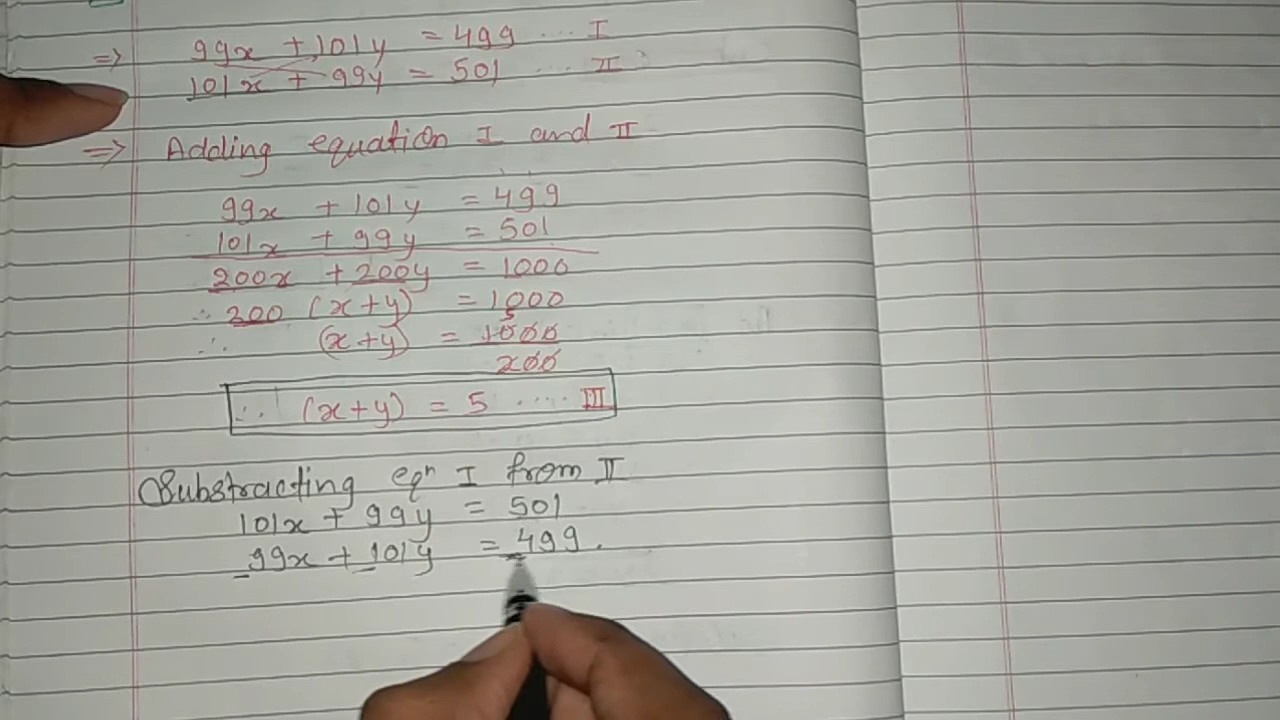 ⇒ 99x + 101y = 499 ... I
101x + 99y = 501 ... II
⇒ Adding equation I and II
99x + 101y = 499
101x + 99y = 501
200x + 200y = 1000
∴ 200 (x+y) = 1000
∴ (x+y) = 1000
5
200
∴ (x+y) = 5 .... III
Substracting eqn I from II
101x + 99y = 501
99x + 101y = 499.